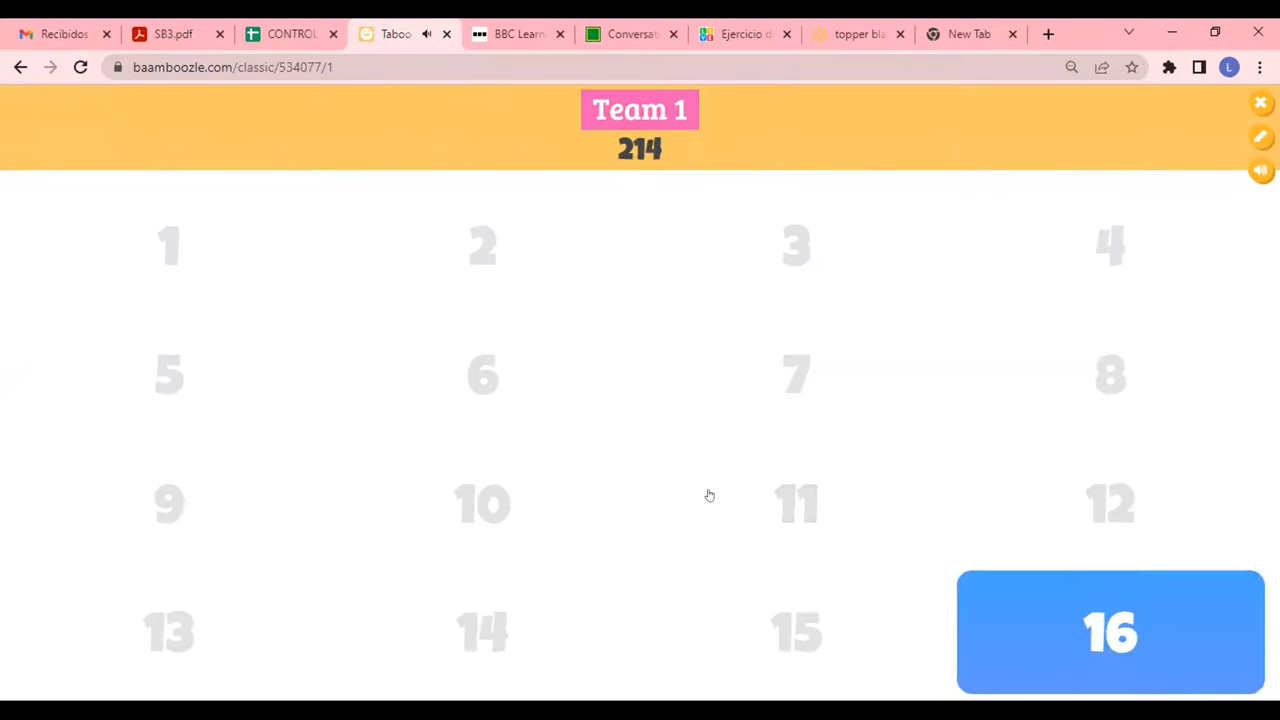 Recibidos
SB3.pdf
CONTROL
Taboo
BBC Learn
Conversati
Ejercicio d
topper bla
New Tab
baamboozle.com/classic/534077/1
L
Team 1
214
1 2 3 4
5 6 7 8
9 10 11 12
13 14 15 16